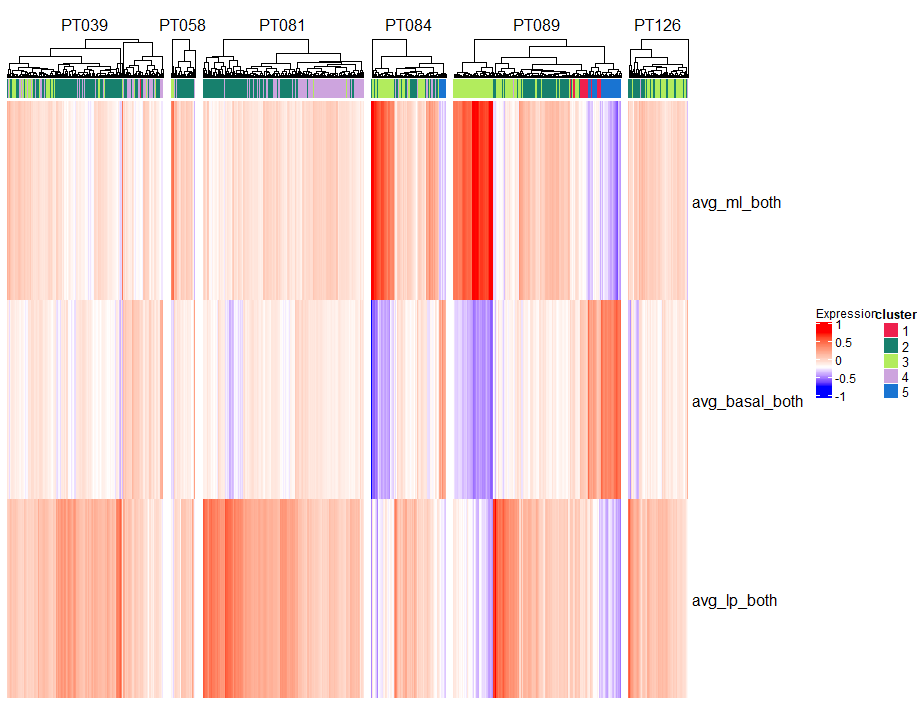 PT039 PT058 PT081 PT084 PT089 PT126
avg_ml_both
avg_basal_both
avg_lp_both
Expression
1
0.5
0
-0.5
-1
cluster
1
2
3
4
5